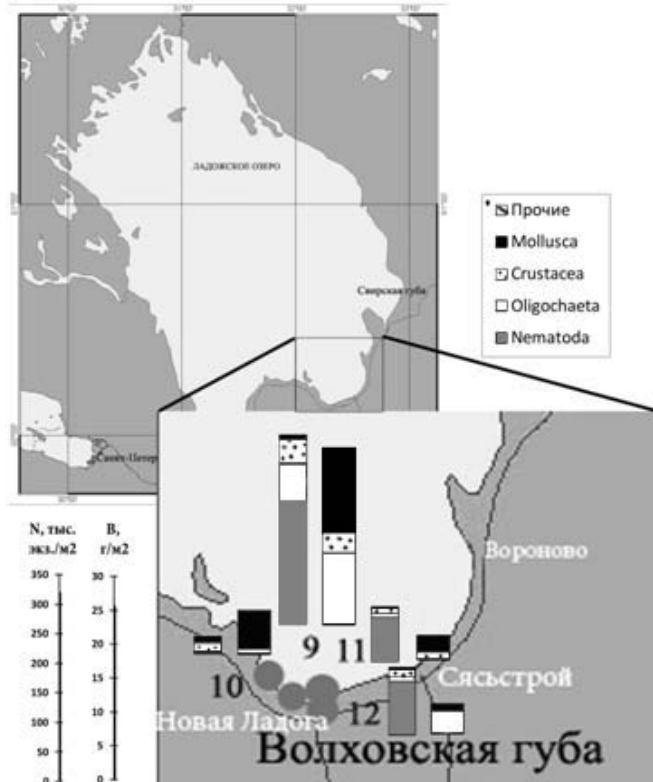 ЛАДОЖСКОЕ ОЗЕРО
Свирская губа
Санкт-Петер
Прочие
Mollusca
Crustacea
Oligochaeta
Nematoda
N, тыс.
экз./м2
350
300
250
200
150
100
50
0
В,
г/м2
30
25
20
15
10
5
0
Вороново
9
11
10
Сясьстрой
12
Новая Ладога
Волховская губа